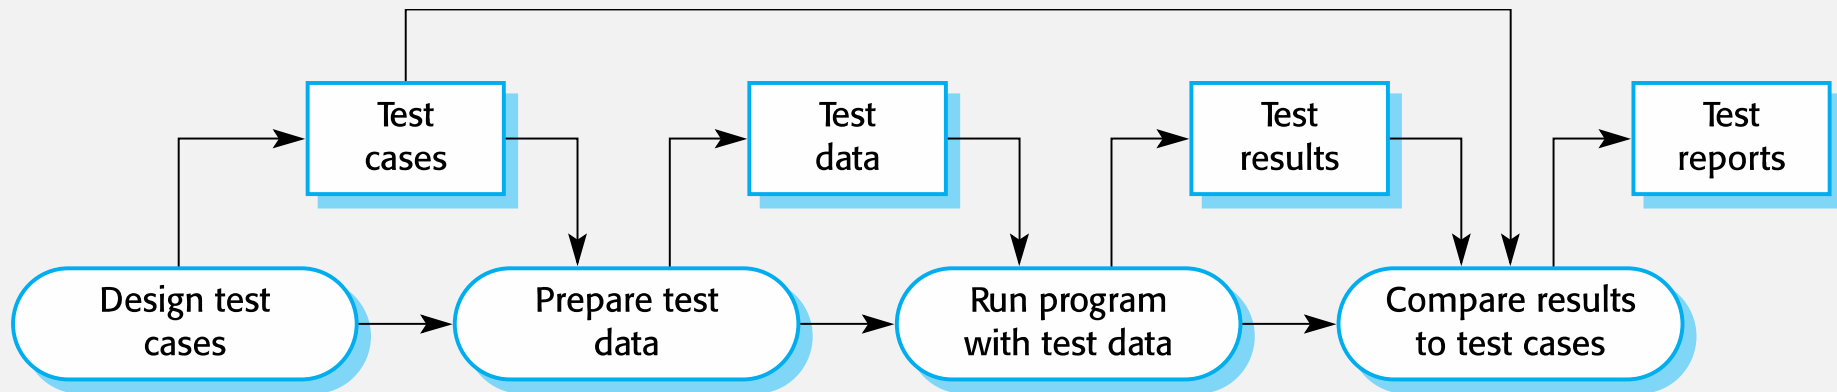 Test
cases
Test
data
Test
results
Test
reports
Design test
cases
Prepare test
data
Run program
with test data
Compare results
to test cases